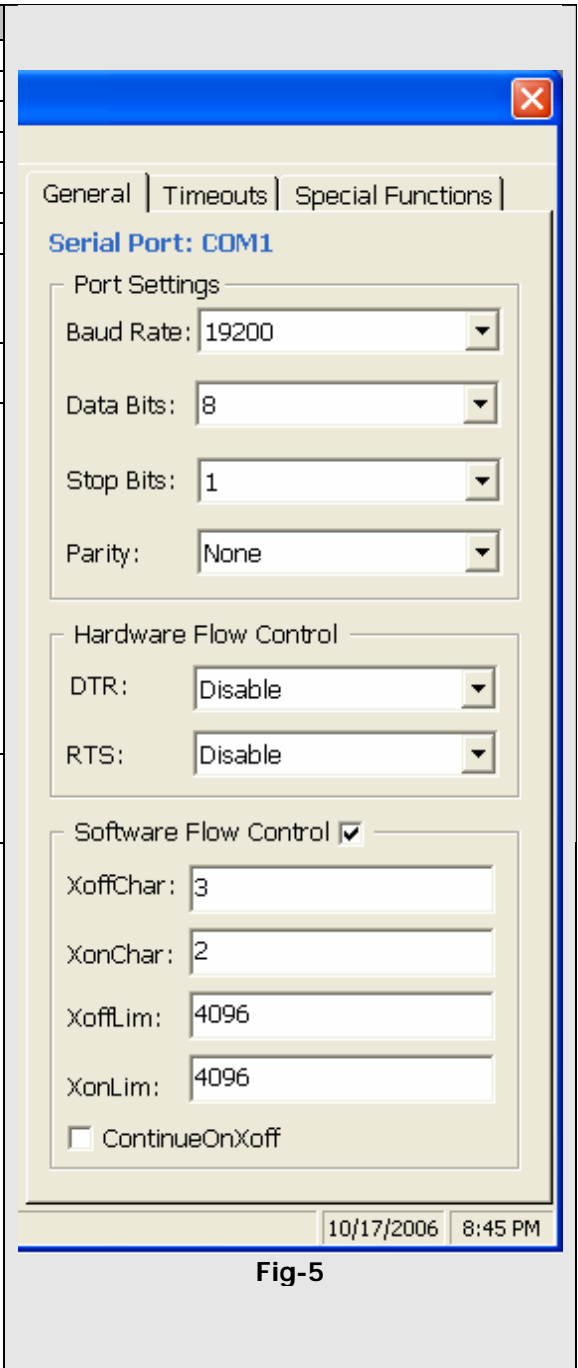 General Timeouts Special Functions
Serial Port: COM1
Port Settings
Baud Rate: 19200
Data Bits: 8
Stop Bits: 1
Parity: None
Hardware Flow Control
DTR: Disable
RTS: Disable
Software Flow Control
XoffChar: 3
XonChar: 2
XoffLim: 4096
XonLim: 4096
ContinueOnXoff
10/17/2006 8:45 PM
Fig-5